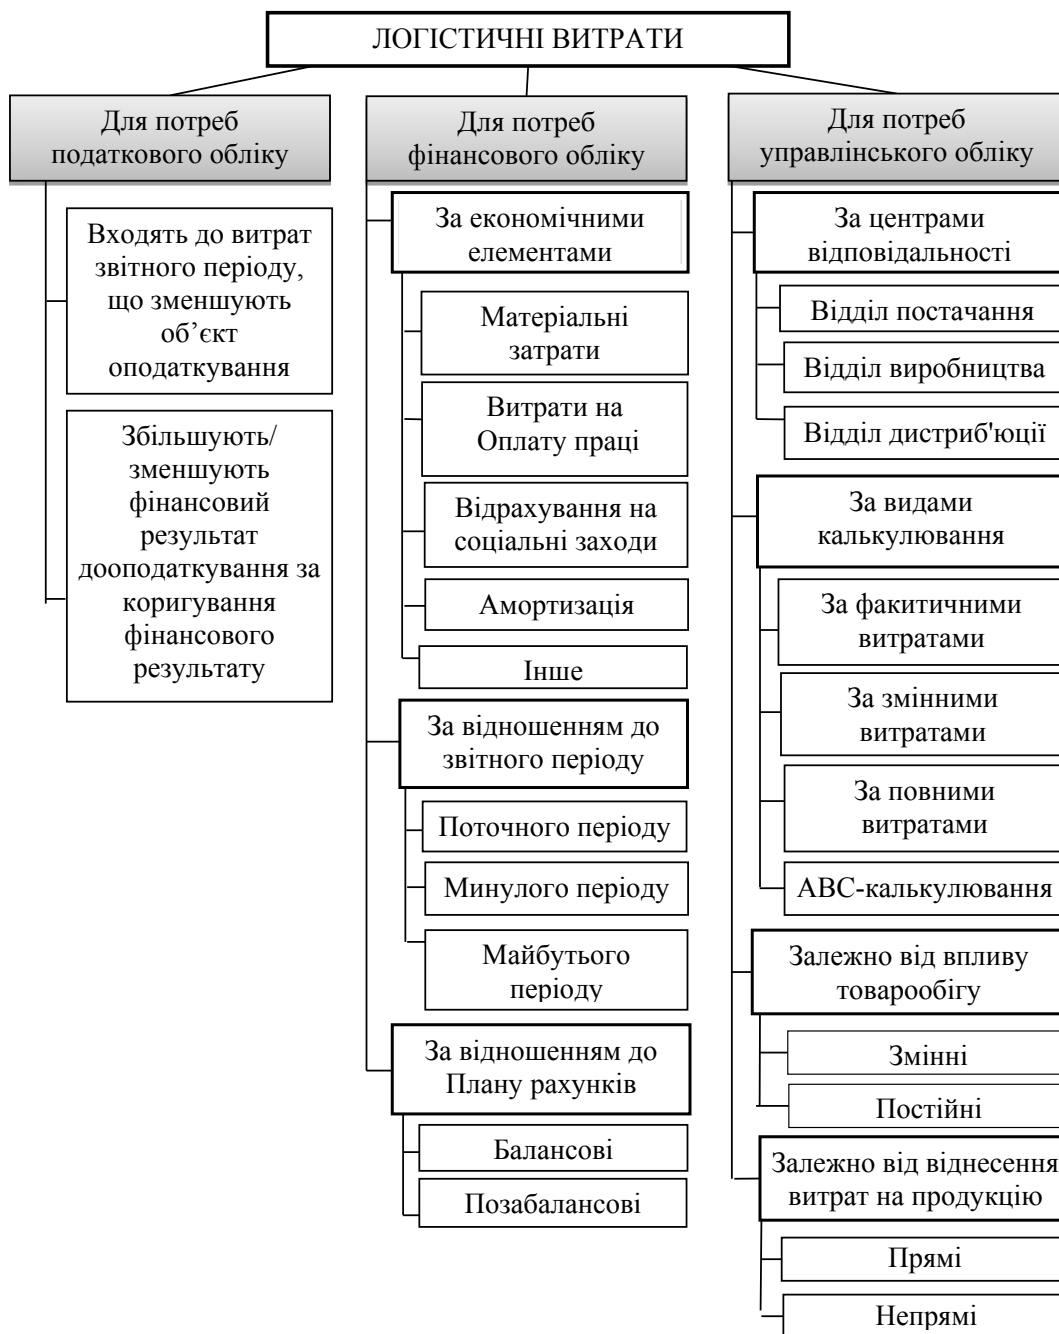 ЛОГІСТИЧНІ ВИТРАТИ
Для потреб
податкового обліку
Входять до витрат
звітного періоду,
що зменшують
об’єкт
оподаткування
Збільшують/
зменшують
фінансовий
результат
дооподаткування за
коригування
фінансового
результату
Для потреб
фінансового обліку
За економічними
елементами
Матеріальні
затрати
Витрати на
Оплату праці
Відрахування на
соціальні заходи
Амортизація
Інше
За відношенням до
звітного періоду
Поточного періоду
Минулого періоду
Майбутього
періоду
За відношенням до
Плану рахунків
Балансові
Позабалансові
Для потреб
управлінського обліку
За центрами
відповідальності
Відділ постачання
Відділ виробництва
Відділ дистриб'юції
За видами
калькулювання
За факитичними
витратами
За змінними
витратами
За повними
витратами
АВС-калькулювання
Залежно від впливу
товарообігу
Змінні
Постійні
Залежно від віднесення
витрат на продукцію
Прямі
Непрямі